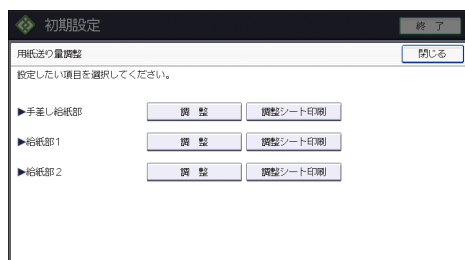 初期設定
終 了
用紙送り量調整
閉じる
設定したい項目を選択してください。
▶手差し給紙部
調 整
調整シート印刷
▶給紙部1
調 整
調整シート印刷
▶給紙部2
調 整
調整シート印刷